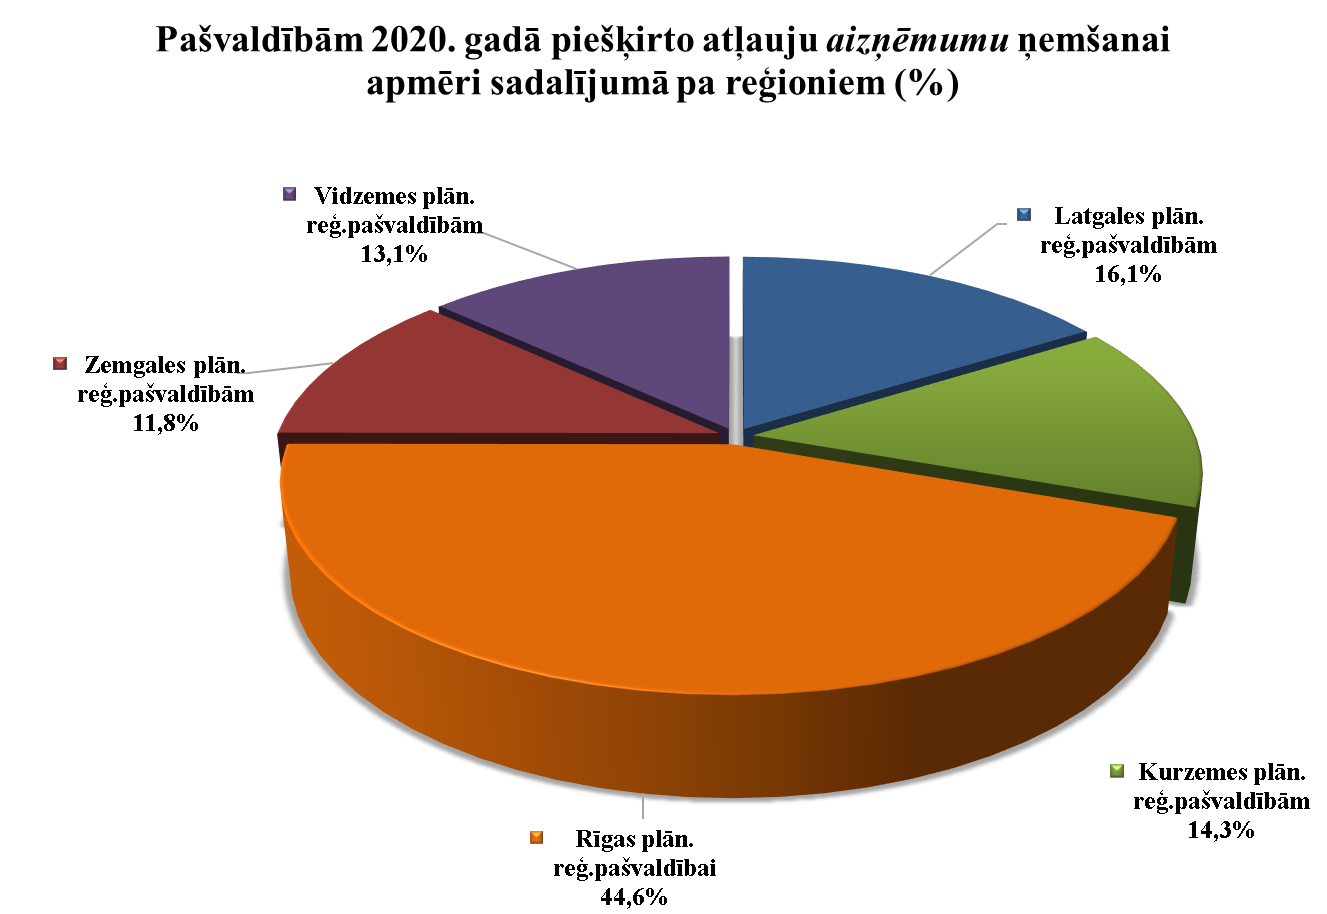 Pašvaldībām 2020. gadā piešķirto atļauju aizņēmumu ņemšanai
apmēri sadalījumā pa reģioniem (%)
Vidzemes plān.
reģ.pašvaldībām
13,1%
Latgales plān.
reģ.pašvaldībām
16,1%
Zemgales plān.
reģ.pašvaldībām
11,8%
Kurzemes plān.
reģ.pašvaldībām
14,3%
Rīgas plān.
reģ.pašvaldībai
44,6%